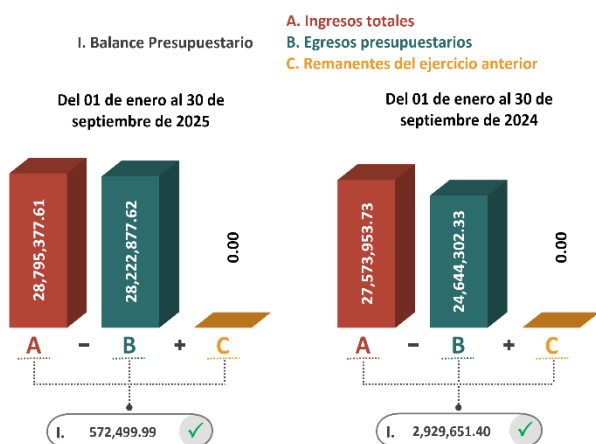 A. Ingresos totales
I. Balance Presupuestario
B. Egresos presupuestarios
C. Remanentes del ejercicio anterior
Del 01 de enero al 30 de
septiembre de 2025
28,795,377.61
28,222,877.62
0.00
A − B + C
I. 572,499.99
Del 01 de enero al 30 de
septiembre de 2024
27,573,953.73
24,644,302.33
0.00
A − B + C
I. 2,929,651.40